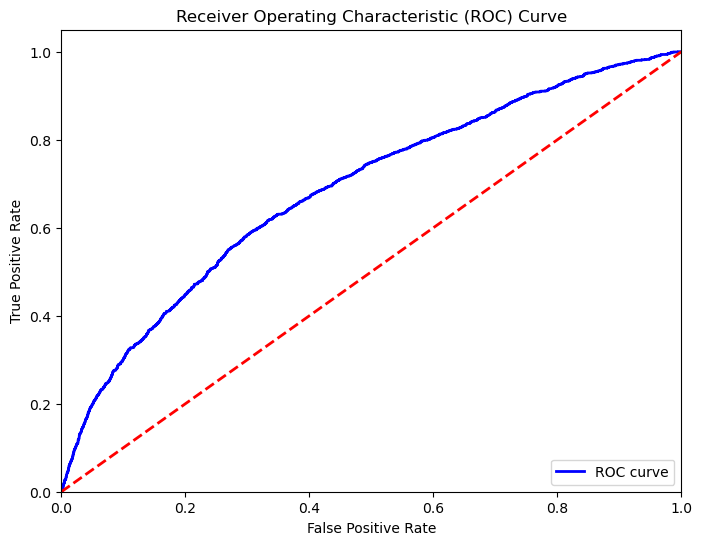 Receiver Operating Characteristic (ROC) Curve
True Positive Rate
1.0
0.8
0.6
0.4
0.2
0.0
ROC curve
0.0 0.2 0.4 0.6 0.8 1.0
False Positive Rate